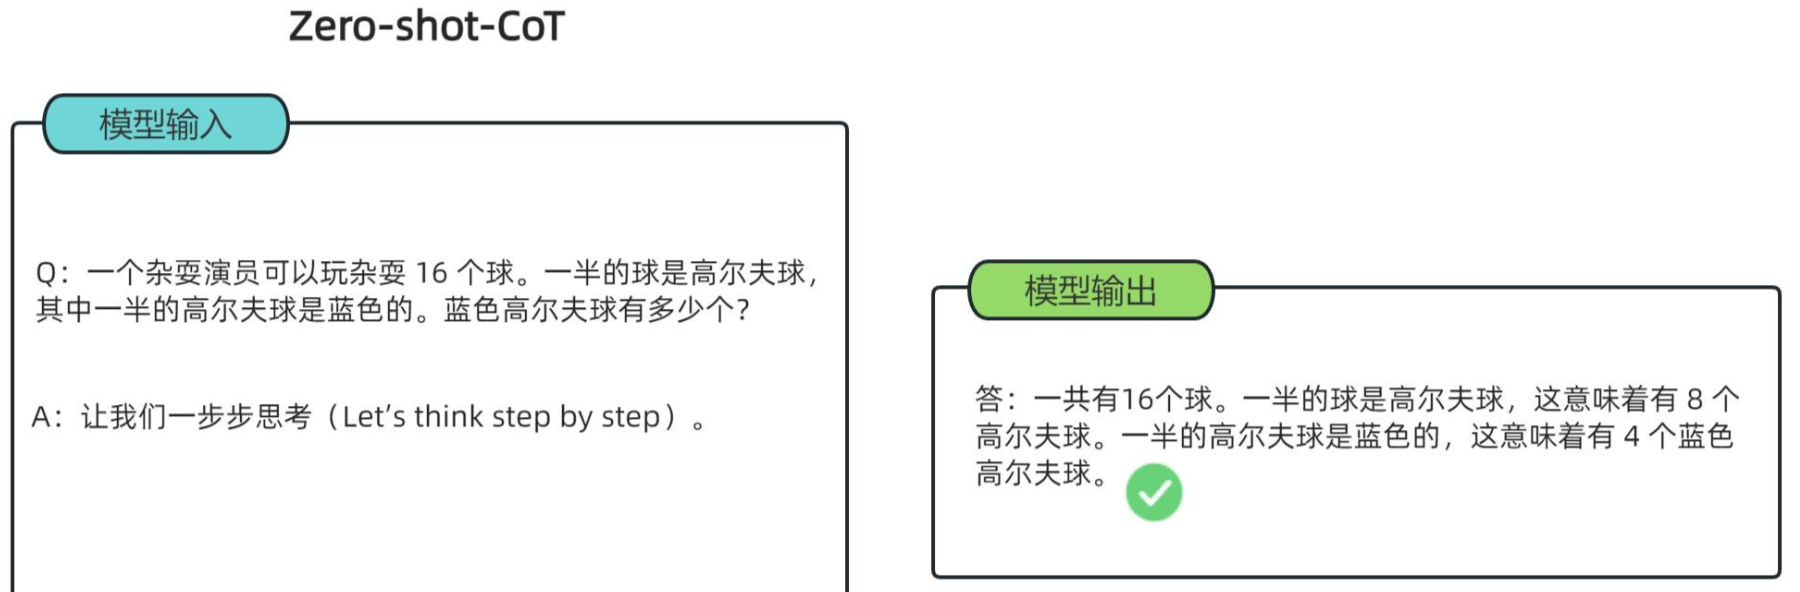 Zero-shot-CoT
模型输入
Q：一个杂耍演员可以玩杂耍 16 个球。一半的球是高尔夫球，
其中一半的高尔夫球是蓝色的。蓝色高尔夫球有多少个？
A：让我们一步步思考（Let’s think step by step）。
模型输出
答：一共有16个球。一半的球是高尔夫球，这意味着有 8 个
高尔夫球。一半的高尔夫球是蓝色的，这意味着有 4 个蓝色
高尔夫球。